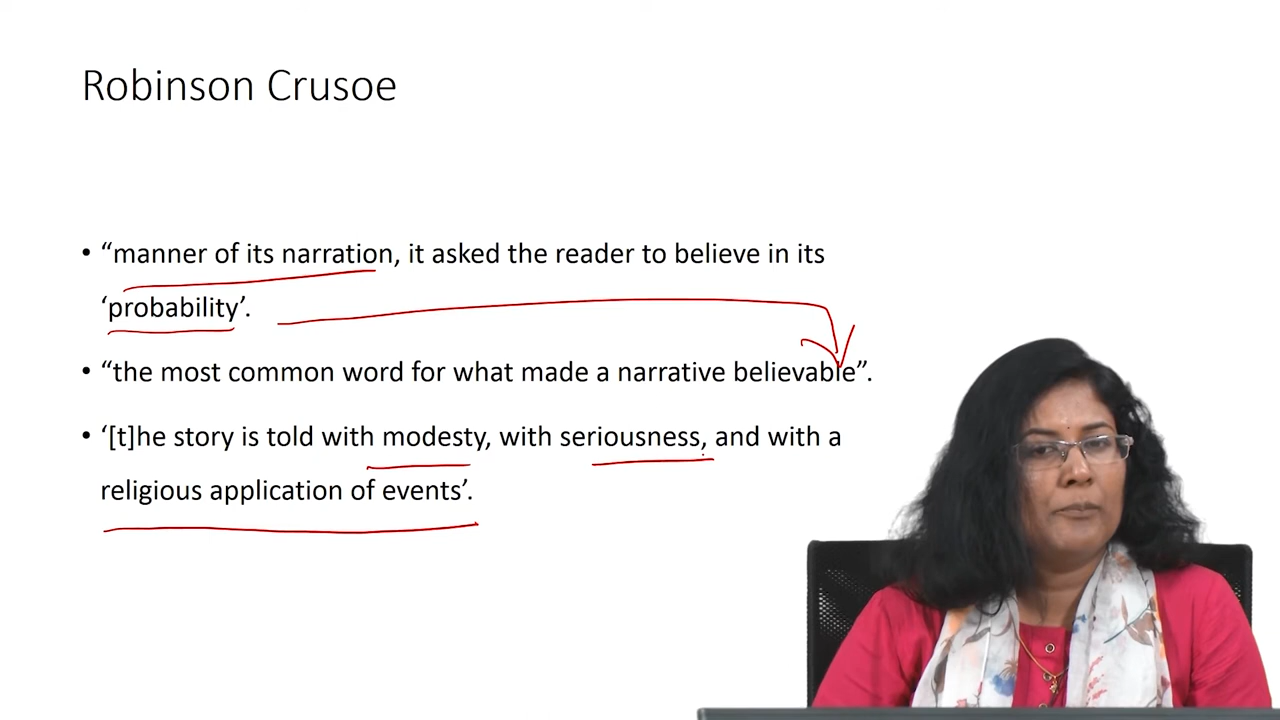 Robinson Crusoe
• “manner of its narration, it asked the reader to believe in its
‘probability’.
• “the most common word for what made a narrative believable”.
• ‘[t]he story is told with modesty, with seriousness, and with a
religious application of events’.